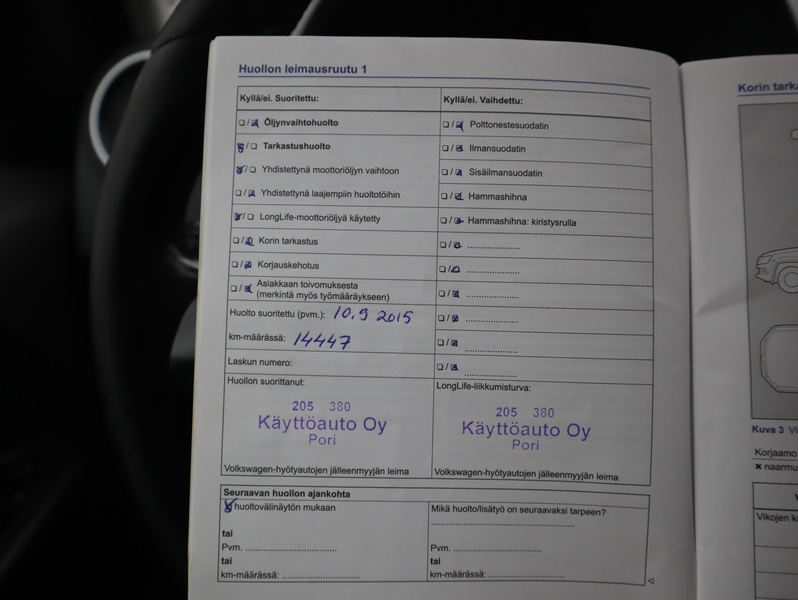 Huollon leimausruutu 1
Kyllä/ei. Suoritettu:
☐/☒ Öljynvaihtohuolto
☒/☐ Tarkastushuolto
☒/☐ Yhdistettynä moottoriöljyn vaihtoon
☐/☒ Yhdistettynä laajempiin huoltotöihin
☒/☐ LongLife-moottoriöljyä käytetty
☐/☒ Korin tarkastus
☐/☒ Korjauskehotus
☐/☒ Asiakkaan toivomuksesta
(merkintä myös työmääräykseen)
Huolto suoritettu (pvm.): 10.9 2015
km-määrässä: 14447
Laskun numero:
Huollon suorittanut:
205 380
Käyttöauto Oy
Pori
Volkswagen-hyötyautojen jälleenmyyjän leima
Kyllä/ei. Vaihdettu:
☐/☒ Polttonestesuodatin
☐/☒ Ilmansuodatin
☐/☒ Sisäilmansuodatin
☐/☒ Hammashihna
☐/☒ Hammashihna: kiristysrulla
☐/☒ ....................
☐/☒ ....................
☐/☒ ....................
☐/☒ ....................
☐/☒ ....................
☐/☒ ....................
LongLife-liikkumisturva:
205 380
Käyttöauto Oy
Pori
Volkswagen-hyötyautojen jälleenmyyjän leima
Seuraavan huollon ajankohta
☒ huoltovälinäytön mukaan
tai
Pvm. ..............................
tai
km-määrässä: .........................
Mikä huolto/lisätyö on seuraavaksi tarpeen?
..................................................
Pvm. ..............................
tai
km-määrässä: .........................
Korin tarka
Kuva 3 Vi
Korjaamo
× naarmu
Vikojen k